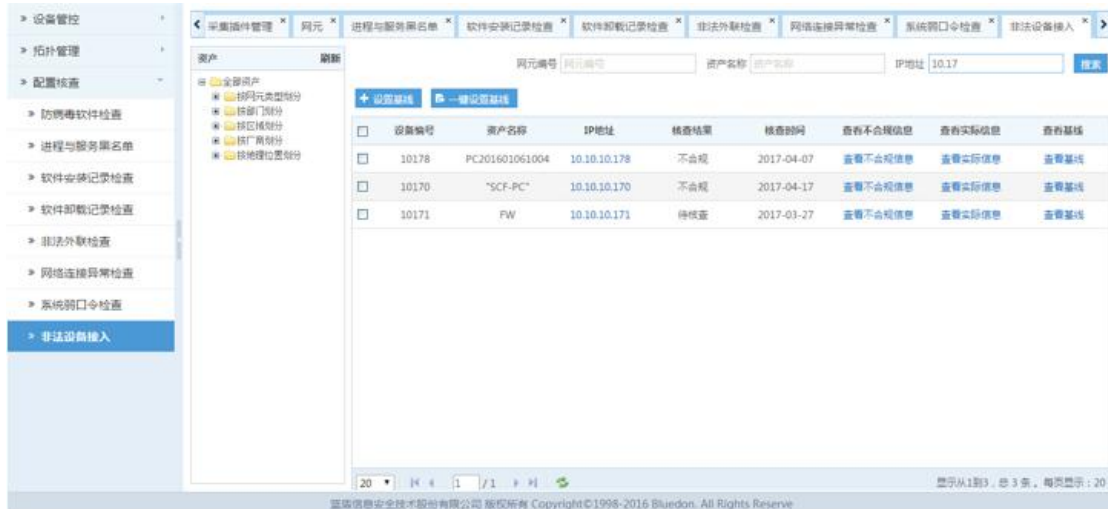 » 设备管控
» 拓扑管理
» 配置核查
» 防病毒软件检查
» 进程与服务黑名单
» 软件安装记录检查
» 软件卸载记录检查
» 非法外联检查
» 网络连接异常检查
» 系统弱口令检查
» 非法设备接入
采集插件管理 × 网元 × 进程与服务黑名单 × 软件安装记录检查 × 软件卸载记录检查 × 非法外联检查 × 网络连接异常检查 × 系统弱口令检查 × 非法设备接入 ×
资产 刷新
全部资产
按网元类型划分
按部门划分
按区域划分
按厂商划分
按地理位置划分
网元编号 网元编号 资产名称 资产名称 IP地址 10.17 搜索
+ 设置基线 一键设置基线
设备编号 资产名称 IP地址 核查结果 核查时间 查看不合规信息 查看实际信息 查看基线
10178 PC201601061004 10.10.10.178 不合规 2017-04-07 查看不合规信息 查看实际信息 查看基线
10170 "SCF-PC" 10.10.10.170 不合规 2017-04-17 查看不合规信息 查看实际信息 查看基线
10171 FW 10.10.10.171 待核查 2017-03-27 查看不合规信息 查看实际信息 查看基线
20 1 /1 显示从1到3，总 3 条。每页显示：20
蓝盾信息安全技术股份有限公司 版权所有 Copyright©1998-2016 Bluedon. All Rights Reserve